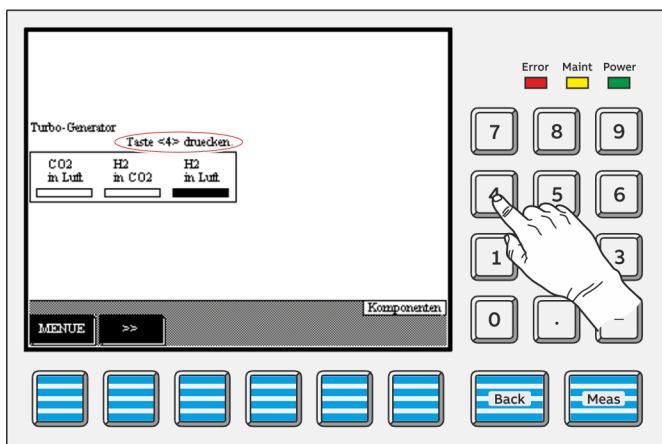 Error Maint Power
Turbo-Generator
Taste <4> druecken.
CO2 H2 H2
in Luft in CO2 in Luft
7 8 9
4 5 6
1 3
0 . –
Komponenten
MENUE >>
Back Meas